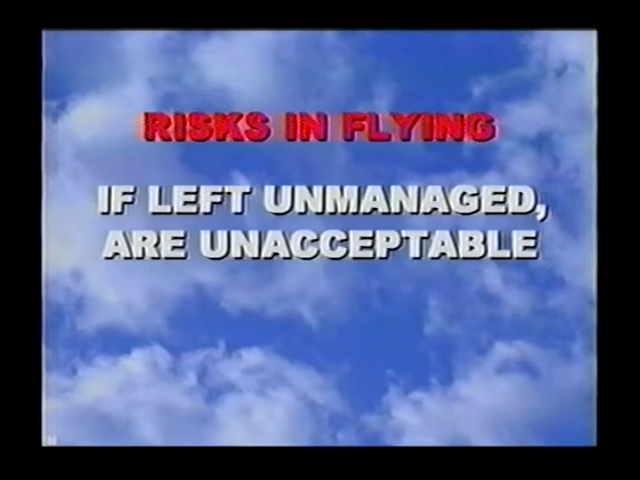 RISKS IN FLYING
IF LEFT UNMANAGED,
ARE UNACCEPTABLE